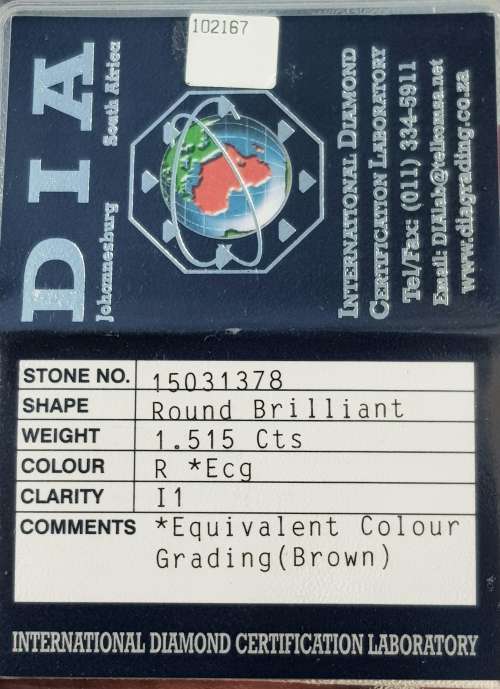 102167
DIA
Johannesburg South Africa
INTERNATIONAL DIAMOND
CERTIFICATION LABORATORY
Tel/Fax: (011) 334-5911
Email: DIAlab@telkomsa.net
www.diagrading.co.za
STONE NO. 15031378
SHAPE Round Brilliant
WEIGHT 1.515 Cts
COLOUR R *Ecg
CLARITY I1
COMMENTS *Equivalent Colour
Grading(Brown)
INTERNATIONAL DIAMOND CERTIFICATION LABORATORY